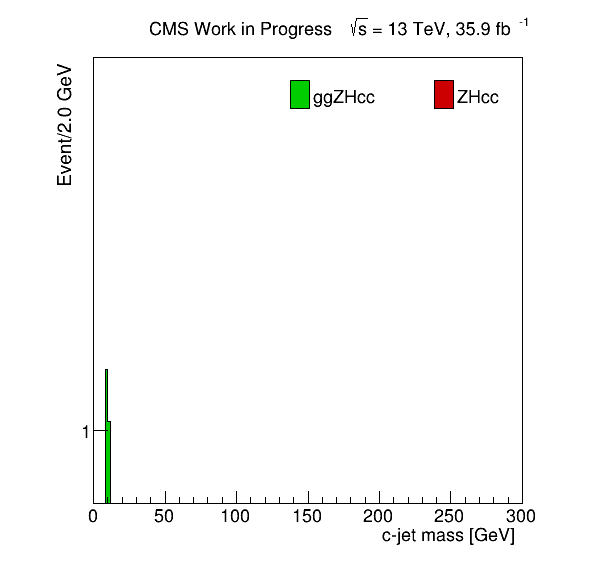 CMS Work in Progress √s = 13 TeV, 35.9 fb⁻¹
Event/2.0 GeV
ggZHcc ZHcc
1
0 50 100 150 200 250 300
c-jet mass [GeV]